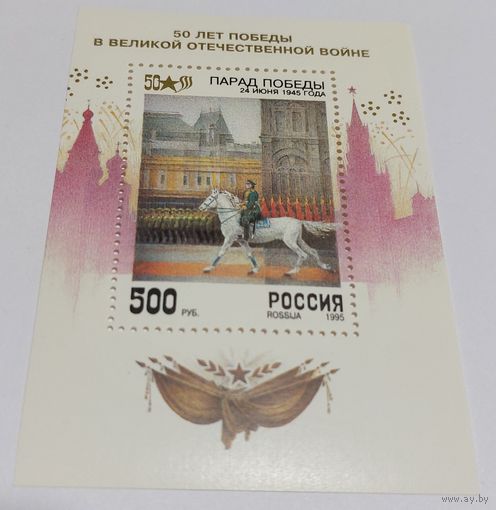 50 ЛЕТ ПОБЕДЫ
В ВЕЛИКОЙ ОТЕЧЕСТВЕННОЙ ВОЙНЕ
50
ПАРАД ПОБЕДЫ
24 ИЮНЯ 1945 ГОДА
500 РУБ.
РОССИЯ
ROSSIJA 1995
www.ay.by